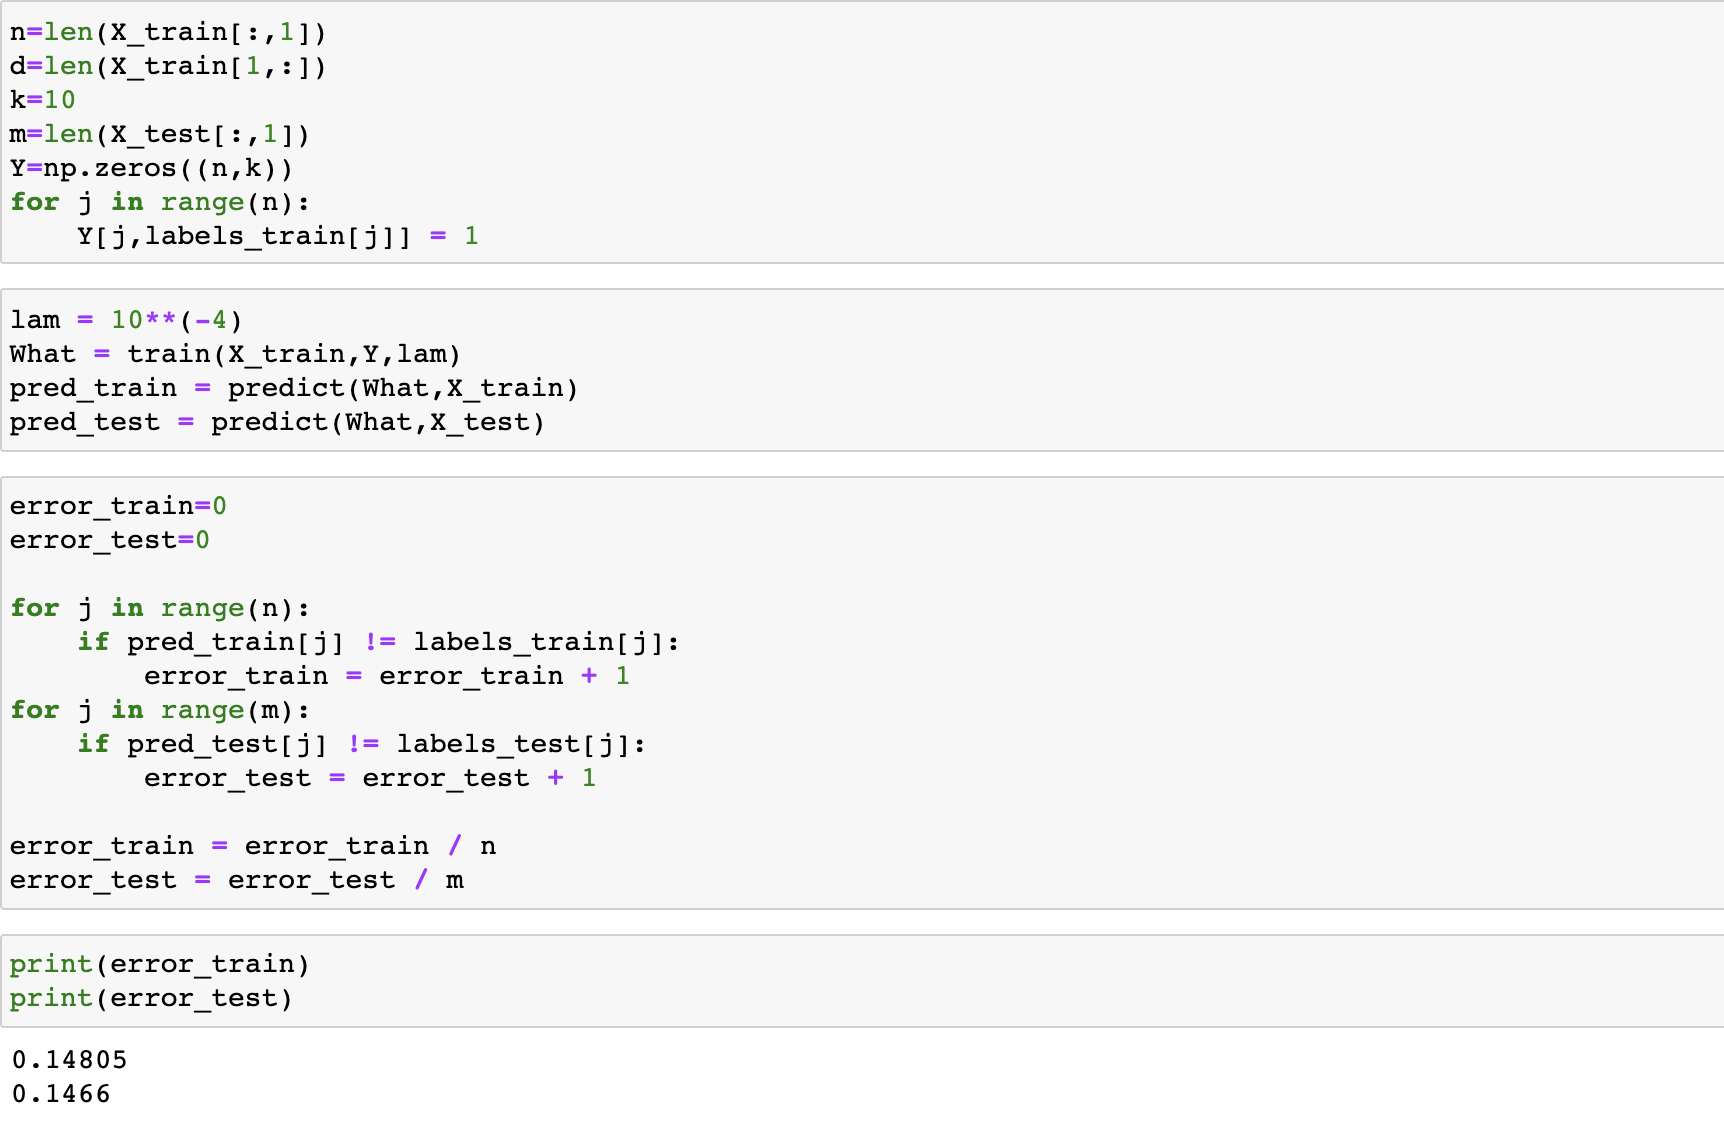 n=len(X_train[:,1])
d=len(X_train[1,:])
k=10
m=len(X_test[:,1])
Y=np.zeros((n,k))
for j in range(n):
    Y[j,labels_train[j]] = 1
lam = 10**(-4)
What = train(X_train,Y,lam)
pred_train = predict(What,X_train)
pred_test = predict(What,X_test)
error_train=0
error_test=0
for j in range(n):
    if pred_train[j] != labels_train[j]:
        error_train = error_train + 1
for j in range(m):
    if pred_test[j] != labels_test[j]:
        error_test = error_test + 1
error_train = error_train / n
error_test = error_test / m
print(error_train)
print(error_test)
0.14805
0.1466